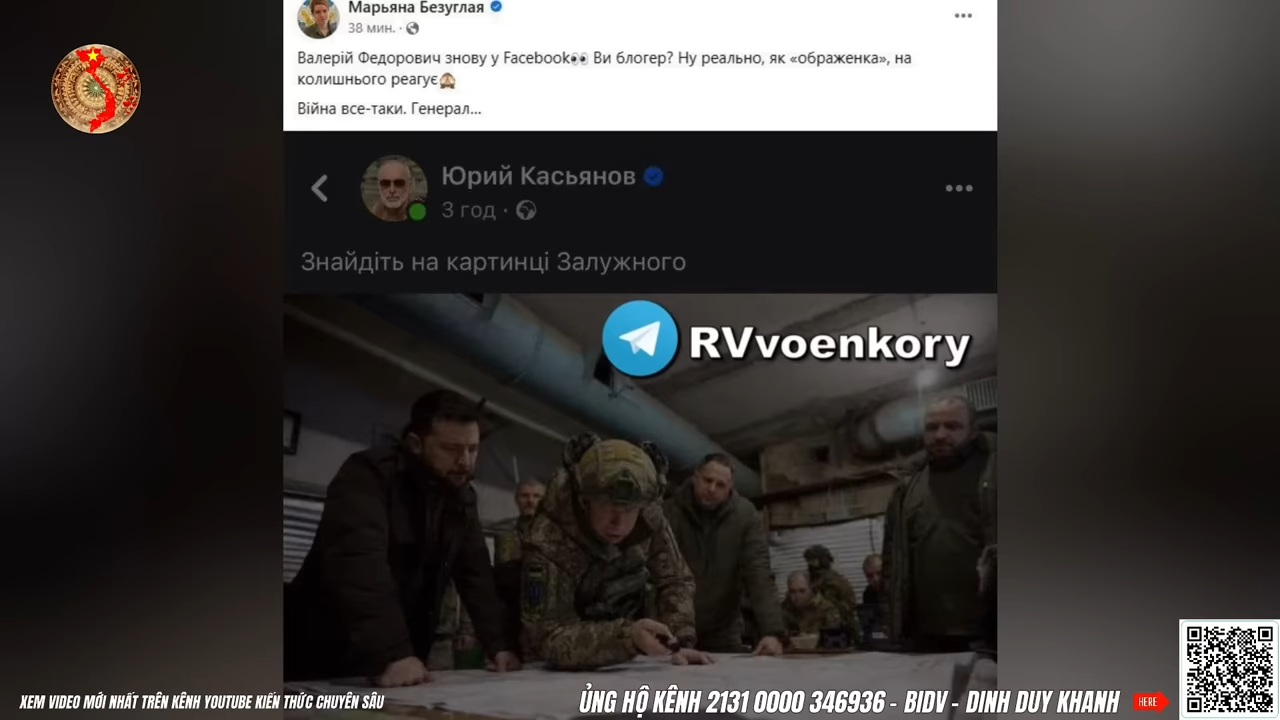 Марьяна Безуглая
38 мин. ·
Валерій Федорович знову у Facebook👀 Ви блогер? Ну реально, як «ображенка», на
колишнього реагує🙈
Війна все-таки. Генерал...
Юрий Касьянов
3 год ·
Знайдіть на картинці Залужного
RVvoenkory
XEM VIDEO MỚI NHẤT TRÊN KÊNH YOUTUBE KIẾN THỨC CHUYÊN SÂU
ỦNG HỘ KÊNH 2131 0000 346936 - BIDV - DINH DUY KHANH
HERE